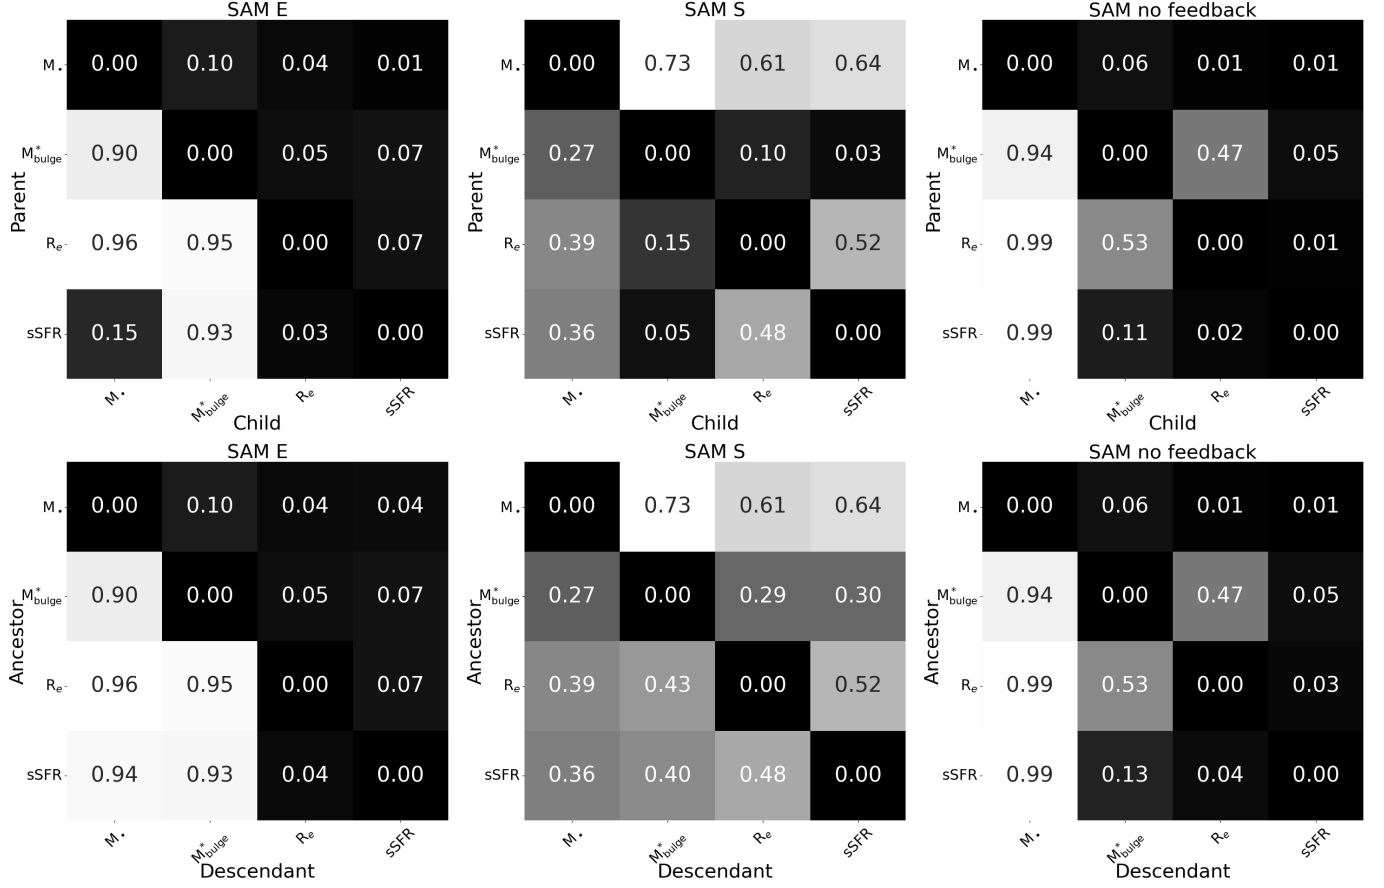 SAM E
M•
0.00 0.10 0.04 0.01
M*bulge
0.90 0.00 0.05 0.07
Re
0.96 0.95 0.00 0.07
sSFR
0.15 0.93 0.03 0.00
Parent
M• M*bulge Re sSFR
Child
SAM S
M•
0.00 0.73 0.61 0.64
M*bulge
0.27 0.00 0.10 0.03
Re
0.39 0.15 0.00 0.52
sSFR
0.36 0.05 0.48 0.00
Parent
M• M*bulge Re sSFR
Child
SAM no feedback
M•
0.00 0.06 0.01 0.01
M*bulge
0.94 0.00 0.47 0.05
Re
0.99 0.53 0.00 0.01
sSFR
0.99 0.11 0.02 0.00
Parent
M• M*bulge Re sSFR
Child
SAM E
M•
0.00 0.10 0.04 0.04
M*bulge
0.90 0.00 0.05 0.07
Re
0.96 0.95 0.00 0.07
sSFR
0.94 0.93 0.04 0.00
Ancestor
M• M*bulge Re sSFR
Descendant
SAM S
M•
0.00 0.73 0.61 0.64
M*bulge
0.27 0.00 0.29 0.30
Re
0.39 0.43 0.00 0.52
sSFR
0.36 0.40 0.48 0.00
Ancestor
M• M*bulge Re sSFR
Descendant
SAM no feedback
M•
0.00 0.06 0.01 0.01
M*bulge
0.94 0.00 0.47 0.05
Re
0.99 0.53 0.00 0.03
sSFR
0.99 0.13 0.04 0.00
Ancestor
M• M*bulge Re sSFR
Descendant